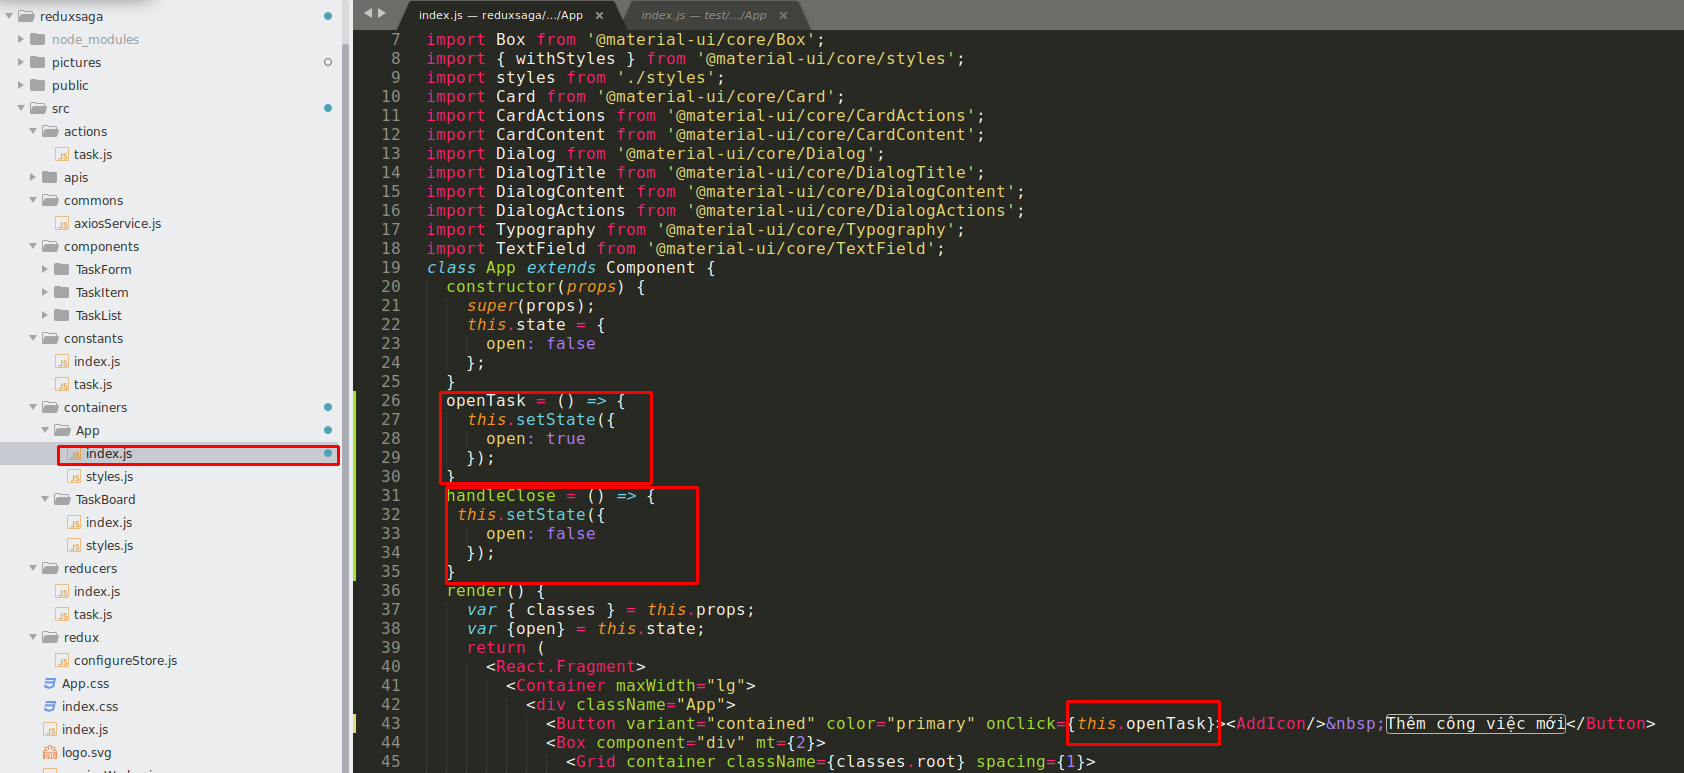 reduxsaga
node_modules
pictures
public
src
actions
task.js
apis
commons
axiosService.js
components
TaskForm
TaskItem
TaskList
constants
index.js
task.js
containers
App
index.js
styles.js
TaskBoard
index.js
styles.js
reducers
index.js
task.js
redux
configureStore.js
App.css
index.css
index.js
logo.svg
index.js — reduxsaga/.../App ×
index.js — test/.../App ×
7 import Box from '@material-ui/core/Box';
8 import { withStyles } from '@material-ui/core/styles';
9 import styles from './styles';
10 import Card from '@material-ui/core/Card';
11 import CardActions from '@material-ui/core/CardActions';
12 import CardContent from '@material-ui/core/CardContent';
13 import Dialog from '@material-ui/core/Dialog';
14 import DialogTitle from '@material-ui/core/DialogTitle';
15 import DialogContent from '@material-ui/core/DialogContent';
16 import DialogActions from '@material-ui/core/DialogActions';
17 import Typography from '@material-ui/core/Typography';
18 import TextField from '@material-ui/core/TextField';
19 class App extends Component {
20 constructor(props) {
21 super(props);
22 this.state = {
23 open: false
24 };
25 }
26 openTask = () => {
27 this.setState({
28 open: true
29 });
30 }
31 handleClose = () => {
32 this.setState({
33 open: false
34 });
35 }
36 render() {
37 var { classes } = this.props;
38 var {open} = this.state;
39 return (
40 <React.Fragment>
41 <Container maxWidth="lg">
42 <div className="App">
43 <Button variant="contained" color="primary" onClick={this.openTask}><AddIcon/>&nbsp;Thêm công việc mới</Button>
44 <Box component="div" mt={2}>
45 <Grid container className={classes.root} spacing={1}>